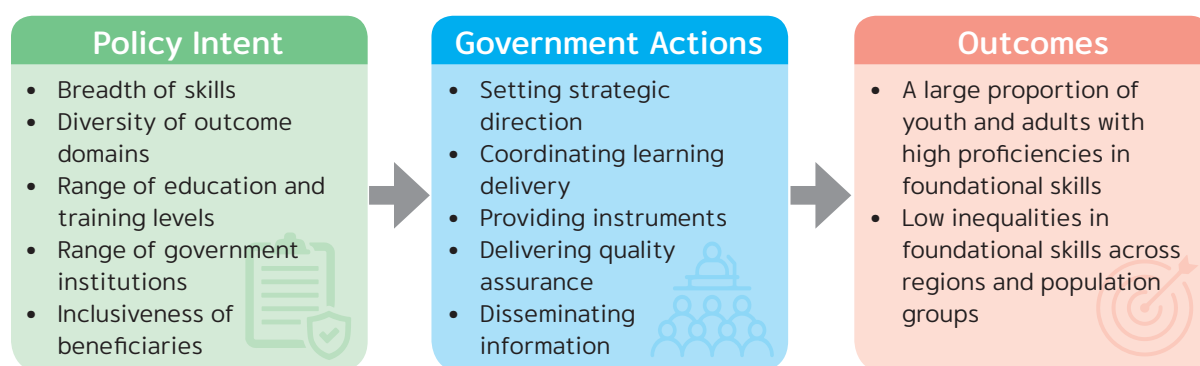 Policy Intent
• Breadth of skills
• Diversity of outcome
domains
• Range of education and
training levels
• Range of government
institutions
• Inclusiveness of
beneficiaries
Government Actions
• Setting strategic
direction
• Coordinating learning
delivery
• Providing instruments
• Delivering quality
assurance
• Disseminating
information
Outcomes
• A large proportion of
youth and adults with
high proficiencies in
foundational skills
• Low inequalities in
foundational skills across
regions and population
groups